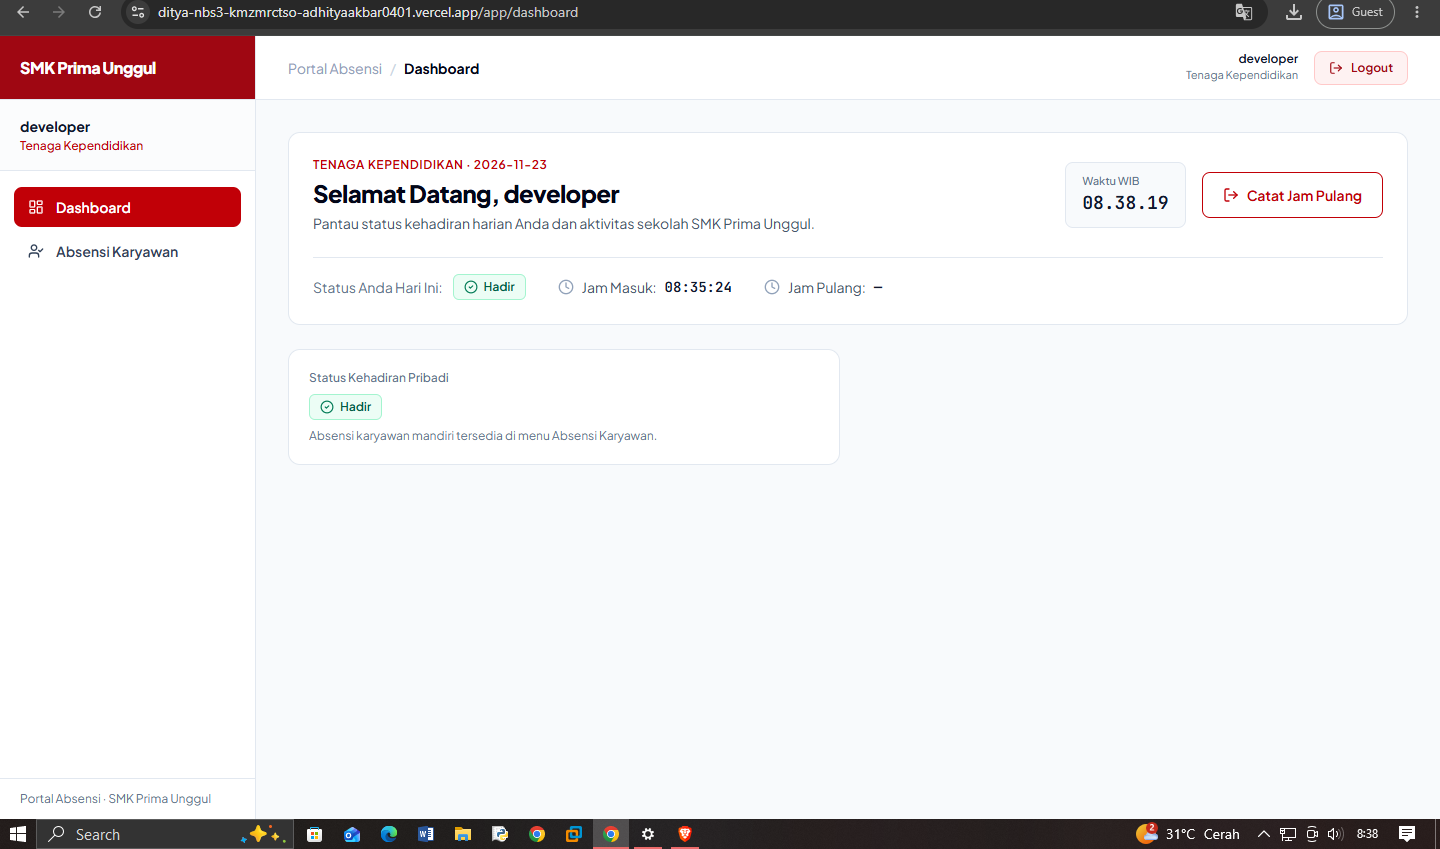 ditya-nbs3-kmzmrctso-adhityaakbar0401.vercel.app/app/dashboard
Guest
SMK Prima Unggul
Portal Absensi / Dashboard
developer
Tenaga Kependidikan
Logout
developer
Tenaga Kependidikan
Dashboard
Absensi Karyawan
TENAGA KEPENDIDIKAN · 2026-11-23
Selamat Datang, developer
Pantau status kehadiran harian Anda dan aktivitas sekolah SMK Prima Unggul.
Waktu WIB
08.38.19
Catat Jam Pulang
Status Anda Hari Ini: Hadir Jam Masuk: 08:35:24 Jam Pulang: —
Status Kehadiran Pribadi
Hadir
Absensi karyawan mandiri tersedia di menu Absensi Karyawan.
Portal Absensi · SMK Prima Unggul
Search
2
31°C Cerah
8:38